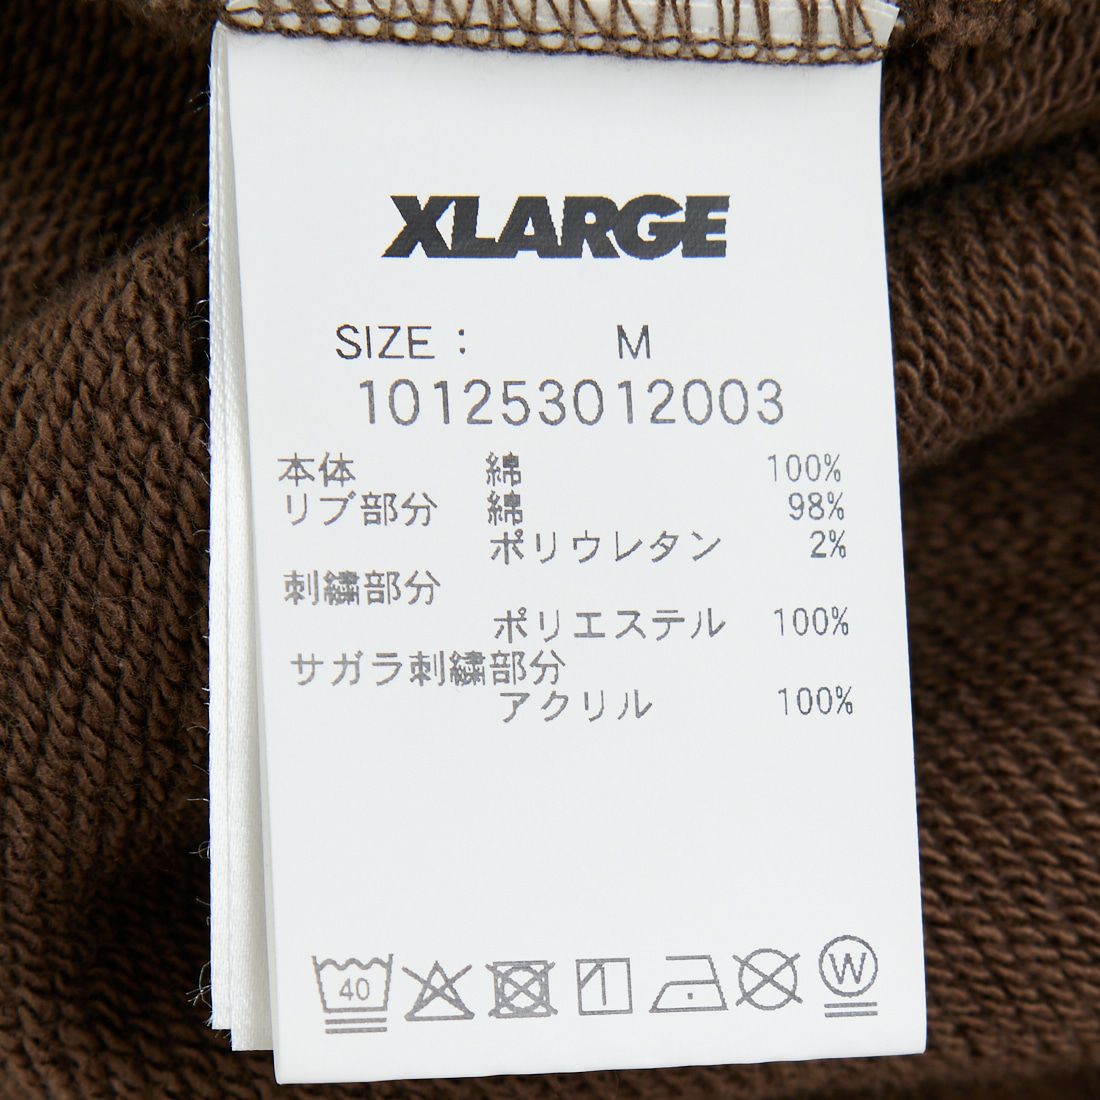 XLARGE
SIZE : M
101253012003
本体 綿 100%
リブ部分 綿 98%
ポリウレタン 2%
刺繍部分
ポリエステル 100%
サガラ刺繍部分
アクリル 100%
40 W